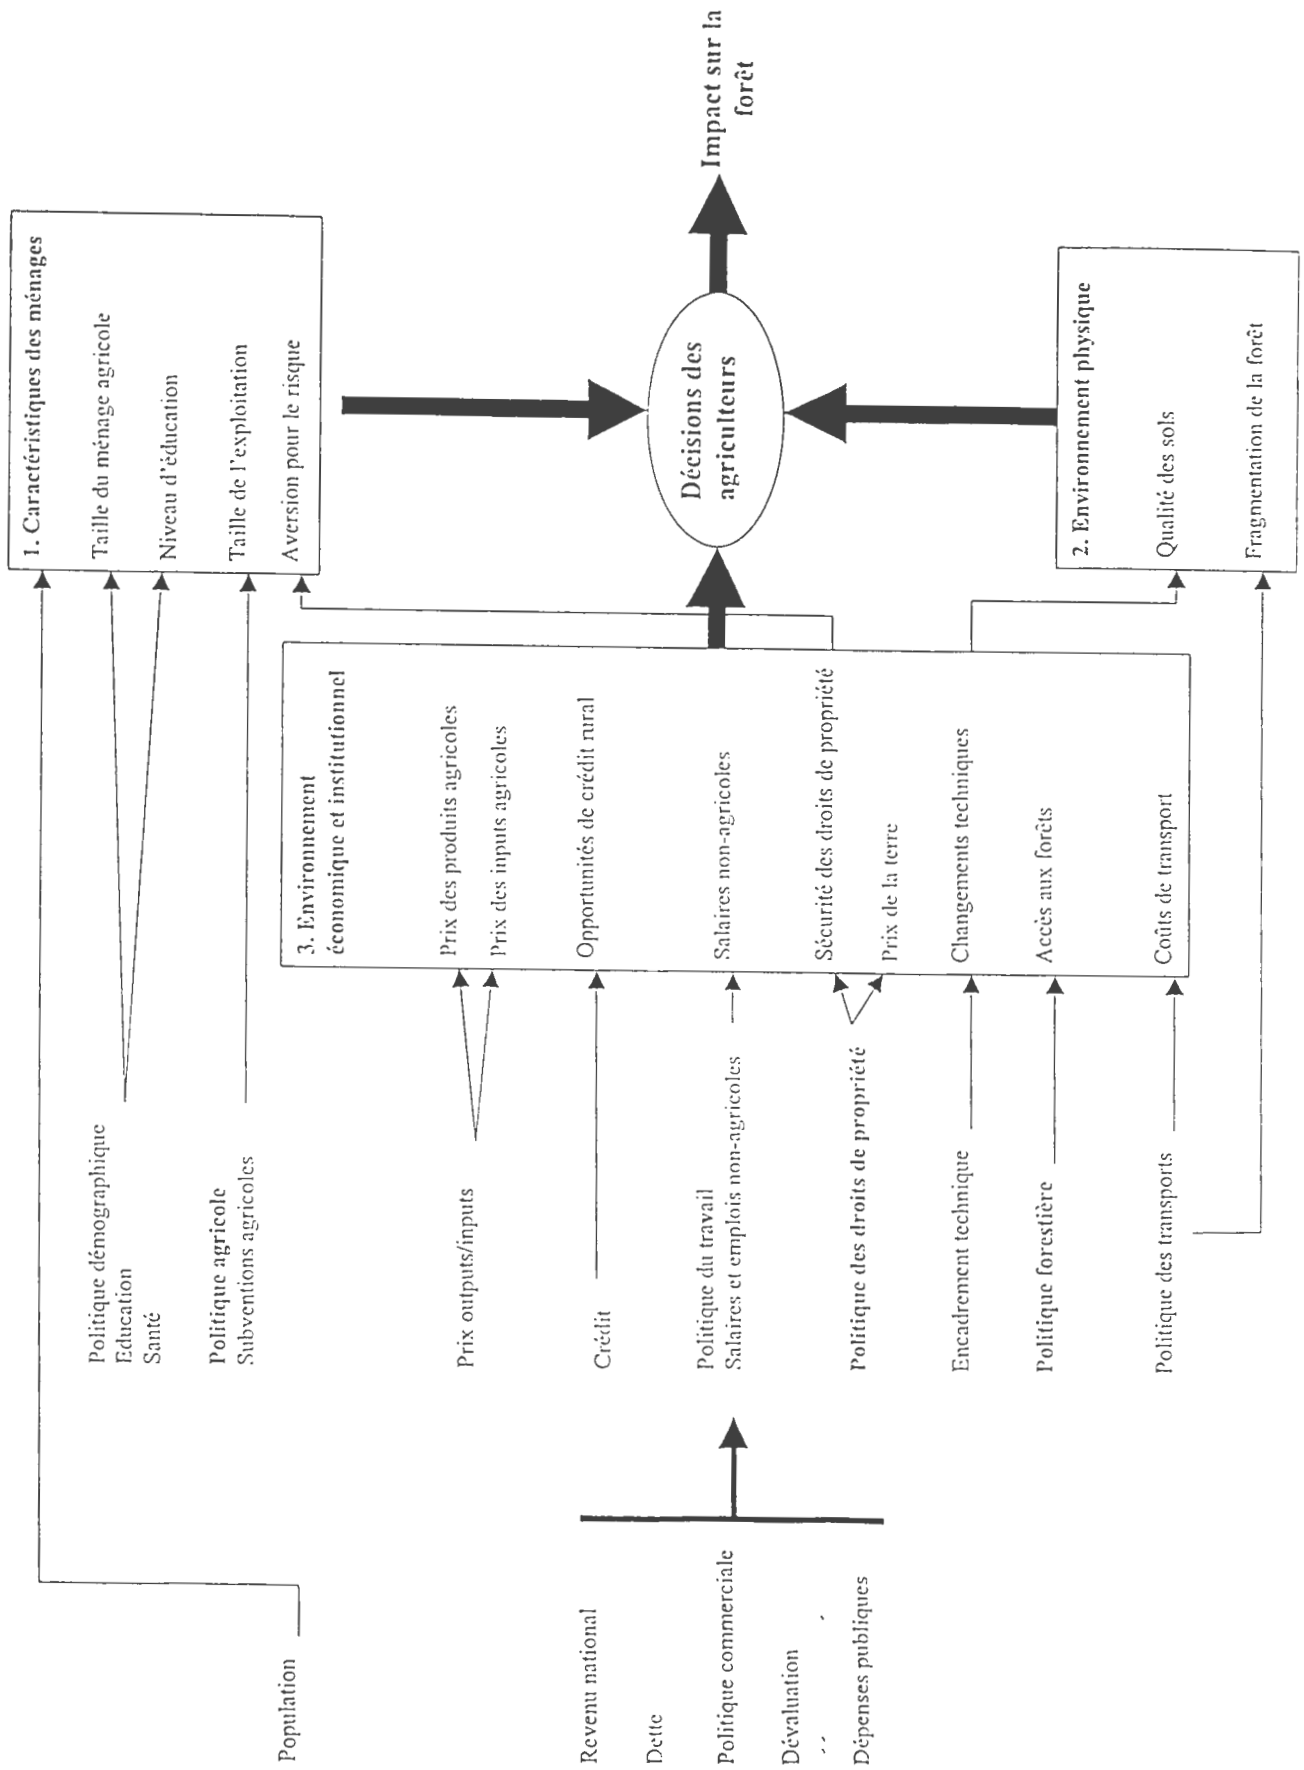 Population
Revenu national
Dette
Politique commerciale
Dévaluation
Dépenses publiques
Politique démographique
Education
Santé
Politique agricole
Subventions agricoles
Prix outputs/inputs
Crédit
Politique du travail
Salaires et emplois non-agricoles
Politique des droits de propriété
Encadrement technique
Politique forestière
Politique des transports
3. Environnement
économique et institutionnel
Prix des produits agricoles
Prix des inputs agricoles
Opportunités de crédit rural
Salaires non-agricoles
Sécurité des droits de propriété
Prix de la terre
Changements techniques
Accès aux forêts
Coûts de transport
1. Caractéristiques des ménages
Taille du ménage agricole
Niveau d'éducation
Taille de l'exploitation
Aversion pour le risque
Décisions des
agriculteurs
2. Environnement physique
Qualité des sols
Fragmentation de la forêt
Impact sur la
forêt